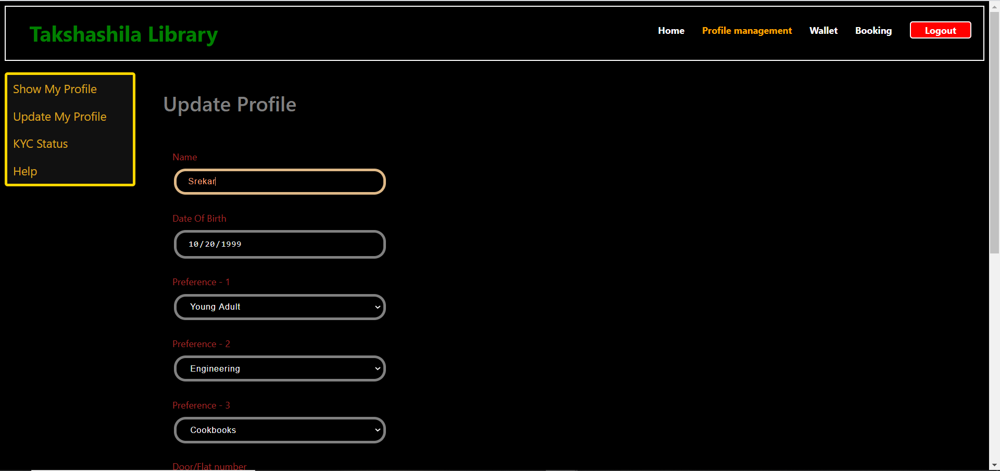 Takshashila Library
Home Profile management Wallet Booking Logout
Show My Profile
Update My Profile
KYC Status
Help
Update Profile
Name
Srekar
Date Of Birth
10/20/1999
Preference - 1
Young Adult
Preference - 2
Engineering
Preference - 3
Cookbooks
Door/Flat number